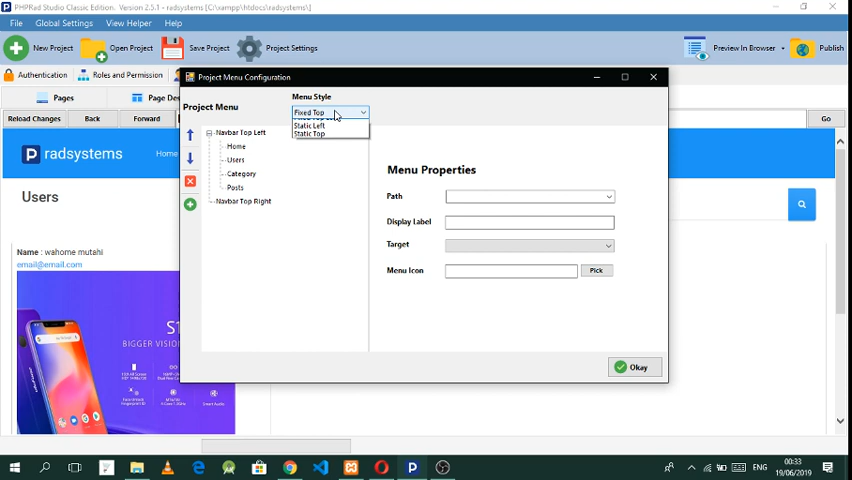 PHPRad Studio Classic Edition. Version - 2.5.1 - radsystems [C:\xampp\htdocs\radsystems\]
File Global Settings View Helper Help
New Project Open Project Save Project Project Settings Preview In Browser Publish
Authentication Roles and Permission
Pages Page Des
Reload Changes Back Forward Go
radsystems Home
Users
Name : wahome mutahi
email@email.com
BIGGER VISION
Project Menu Configuration
Menu Style
Project Menu
Fixed Top
Static Left
Static Top
Navbar Top Left
Home
Users
Category
Posts
Navbar Top Right
Menu Properties
Path
Display Label
Target
Menu Icon Pick
Okay
ENG
00:33
19/06/2019